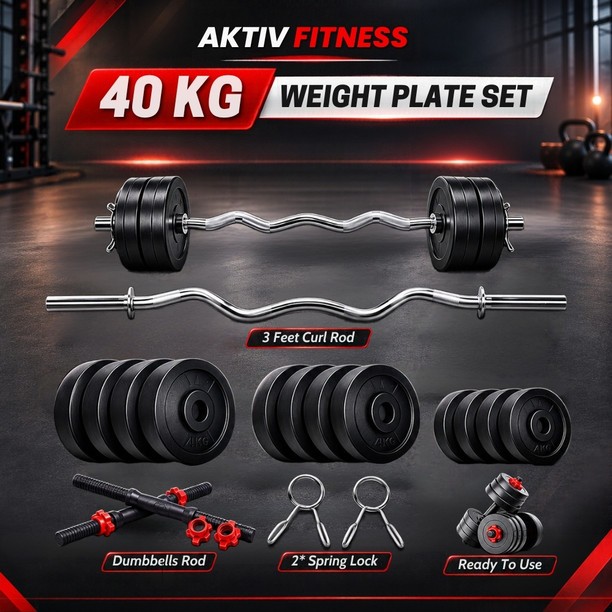 AKTIV FITNESS
40 KG
WEIGHT PLATE SET
3 Feet Curl Rod
Dumbbells Rod
2* Spring Lock
Ready To Use